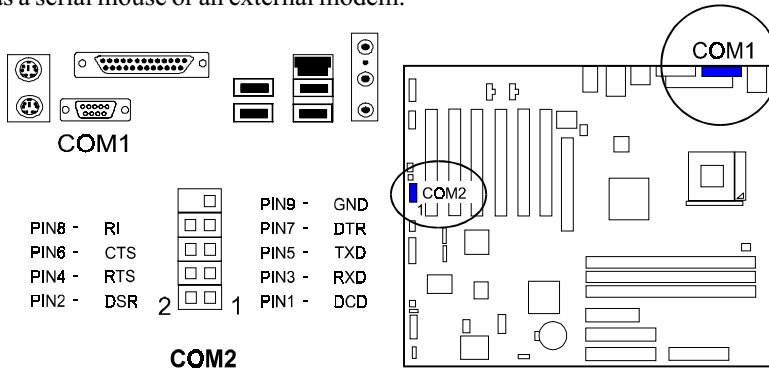 as a serial mouse or an external modem.
COM1
COM1
COM2
1
PIN9 - GND
PIN8 - RI PIN7 - DTR
PIN6 - CTS PIN5 - TXD
PIN4 - RTS PIN3 - RXD
PIN2 - DSR 2 1 PIN1 - DCD
COM2